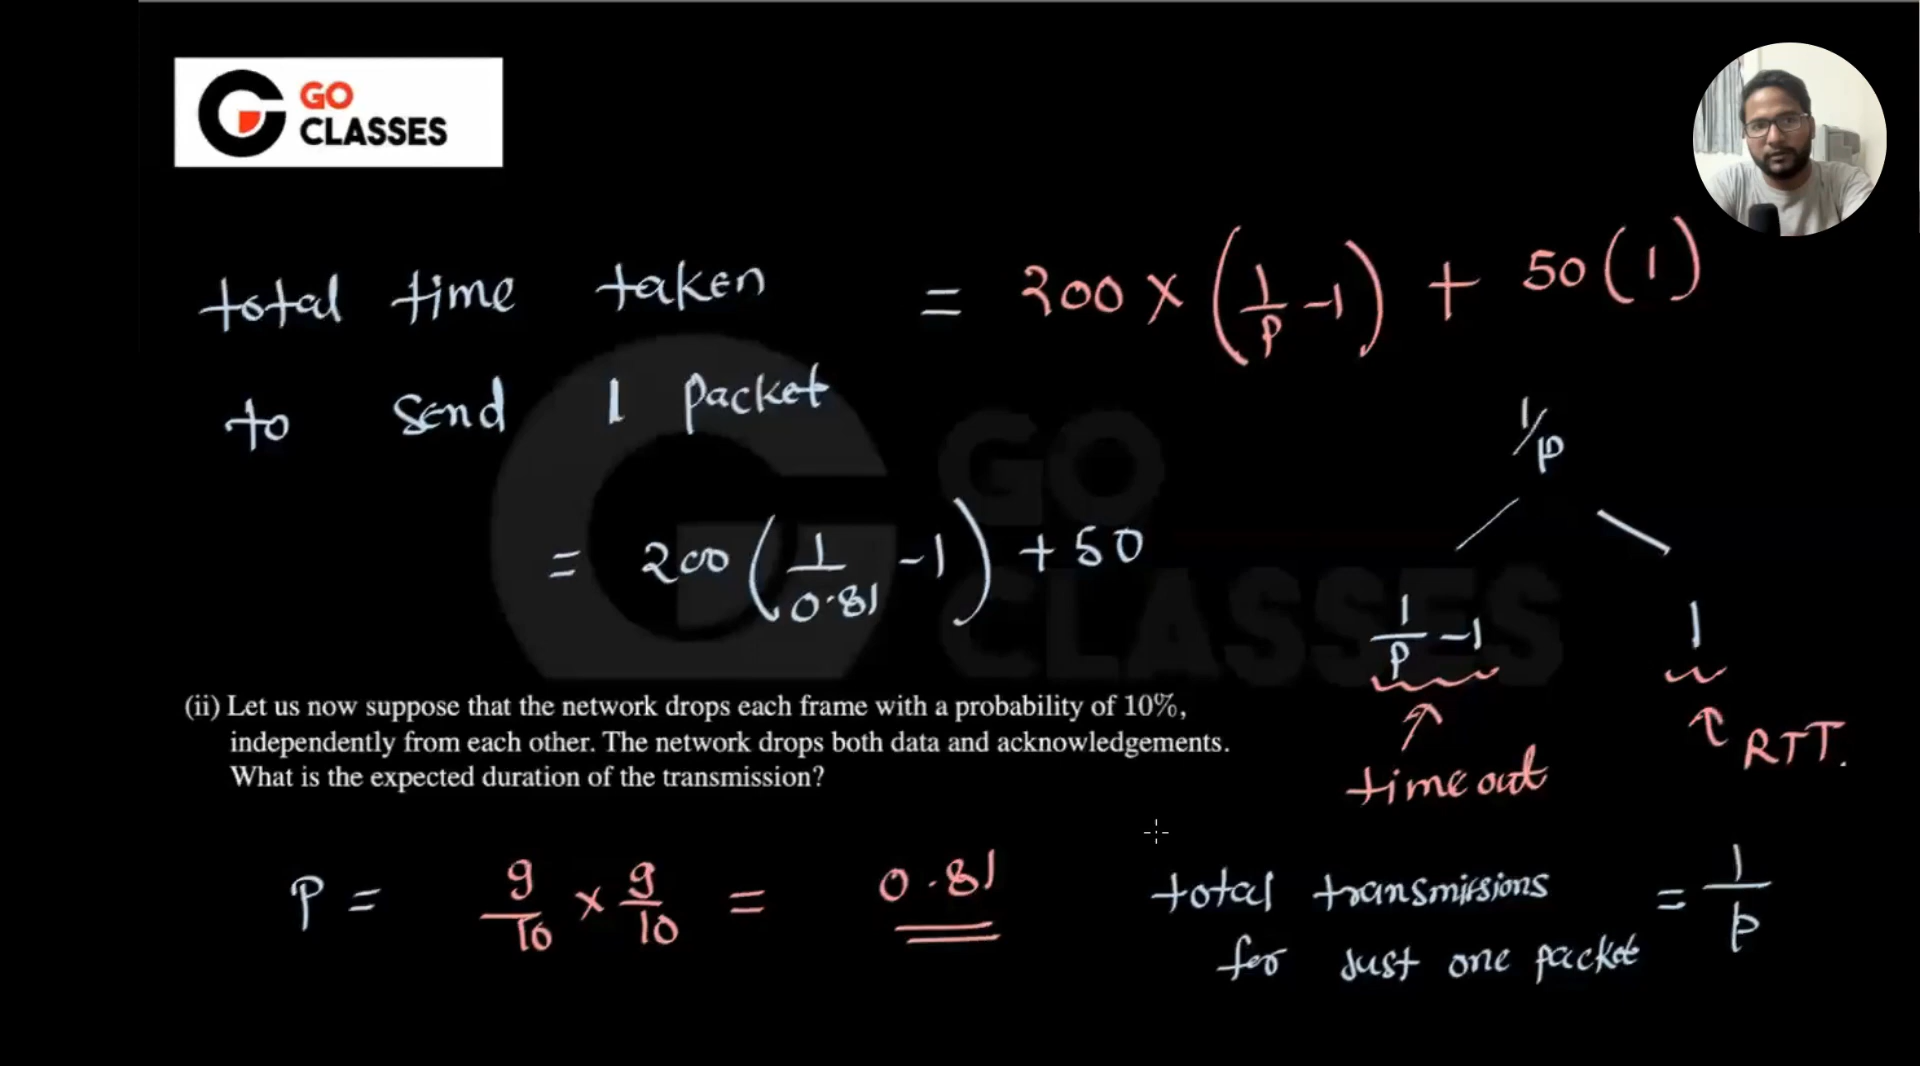 GO
CLASSES
total time taken = 200 × (1/P - 1) + 50 (1)
to send 1 packet
1/p
= 200 (1/0.81 - 1) + 50
1/P - 1 1
(ii) Let us now suppose that the network drops each frame with a probability of 10%,
independently from each other. The network drops both data and acknowledgements.
What is the expected duration of the transmission?
↑ time out
↑ RTT.
P = 9/10 × 9/10 = 0.81
total transmissions = 1/p
for Just one packet
GO
CLASSES